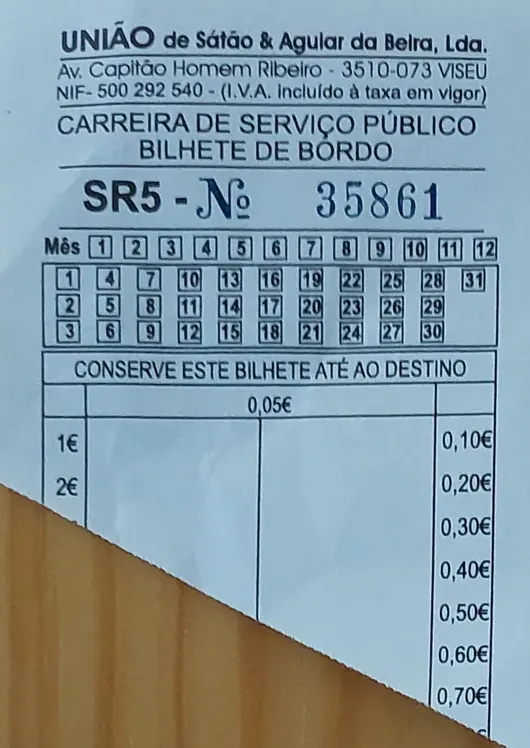 UNIÃO de Sátão & Aguiar da Beira, Lda.
Av. Capitão Homem Ribeiro - 3510-073 VISEU
NIF- 500 292 540 - (I.V.A. incluído à taxa em vigor)
CARREIRA DE SERVIÇO PÚBLICO
BILHETE DE BORDO
SR5 - Nº 35861
Mês 1 2 3 4 5 6 7 8 9 10 11 12
1 4 7 10 13 16 19 22 25 28 31
2 5 8 11 14 17 20 23 26 29
3 6 9 12 15 18 21 24 27 30
CONSERVE ESTE BILHETE ATÉ AO DESTINO
0,05€
1€ 0,10€
2€ 0,20€
0,30€
0,40€
0,50€
0,60€
0,70€